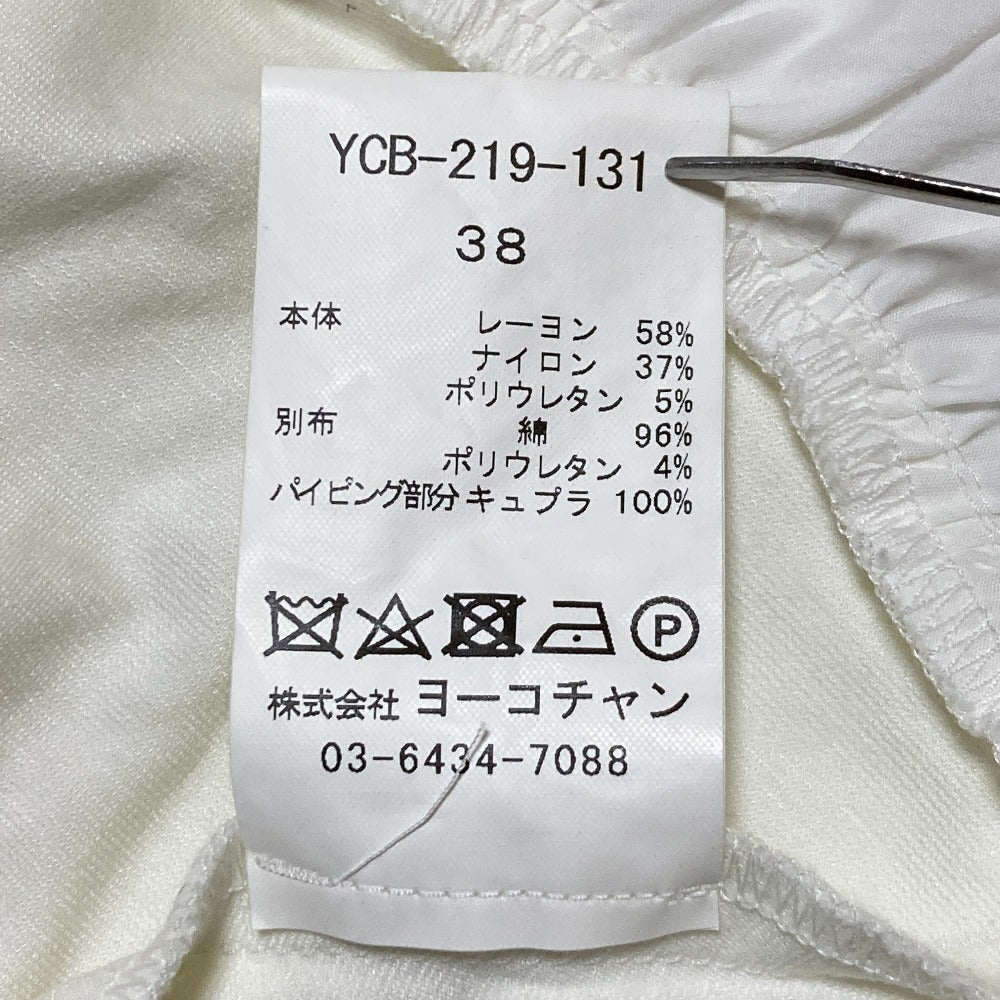 YCB-219-131
38
本体 レーヨン 58%
ナイロン 37%
ポリウレタン 5%
別布 綿 96%
ポリウレタン 4%
パイピング部分 キュプラ 100%
P
株式会社 ヨーコチャン
03-6434-7088